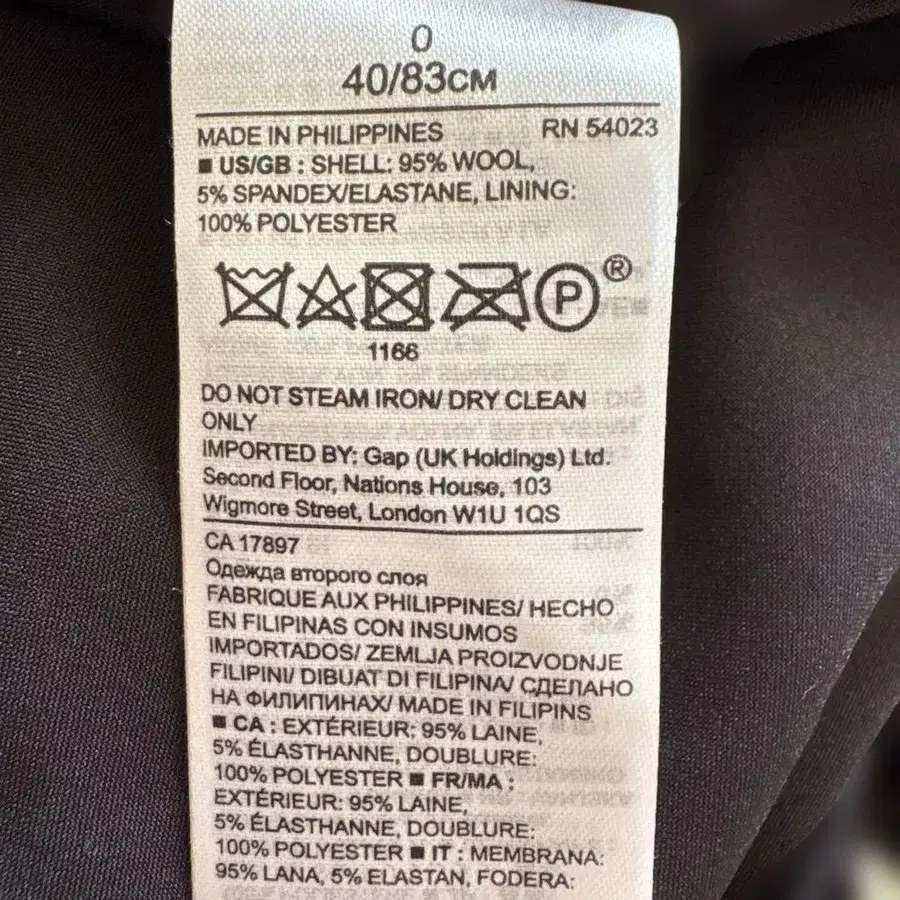 0
40/83CM
MADE IN PHILIPPINES RN 54023
■ US/GB : SHELL: 95% WOOL,
5% SPANDEX/ELASTANE, LINING:
100% POLYESTER
P ®
1166
DO NOT STEAM IRON/ DRY CLEAN
ONLY
IMPORTED BY: Gap (UK Holdings) Ltd.
Second Floor, Nations House, 103
Wigmore Street, London W1U 1QS
CA 17897
Одежда второго слоя
FABRIQUE AUX PHILIPPINES/ HECHO
EN FILIPINAS CON INSUMOS
IMPORTADOS/ ZEMLJA PROIZVODNJE
FILIPINI/ DIBUAT DI FILIPINA/ СДЕЛАНО
НА ФИЛИПИНАХ/ MADE IN FILIPINS
■ CA : EXTÉRIEUR: 95% LAINE,
5% ÉLASTHANNE, DOUBLURE:
100% POLYESTER ■ FR/MA :
EXTÉRIEUR: 95% LAINE,
5% ÉLASTHANNE, DOUBLURE:
100% POLYESTER ■ IT : MEMBRANA:
95% LANA, 5% ELASTAN, FODERA: